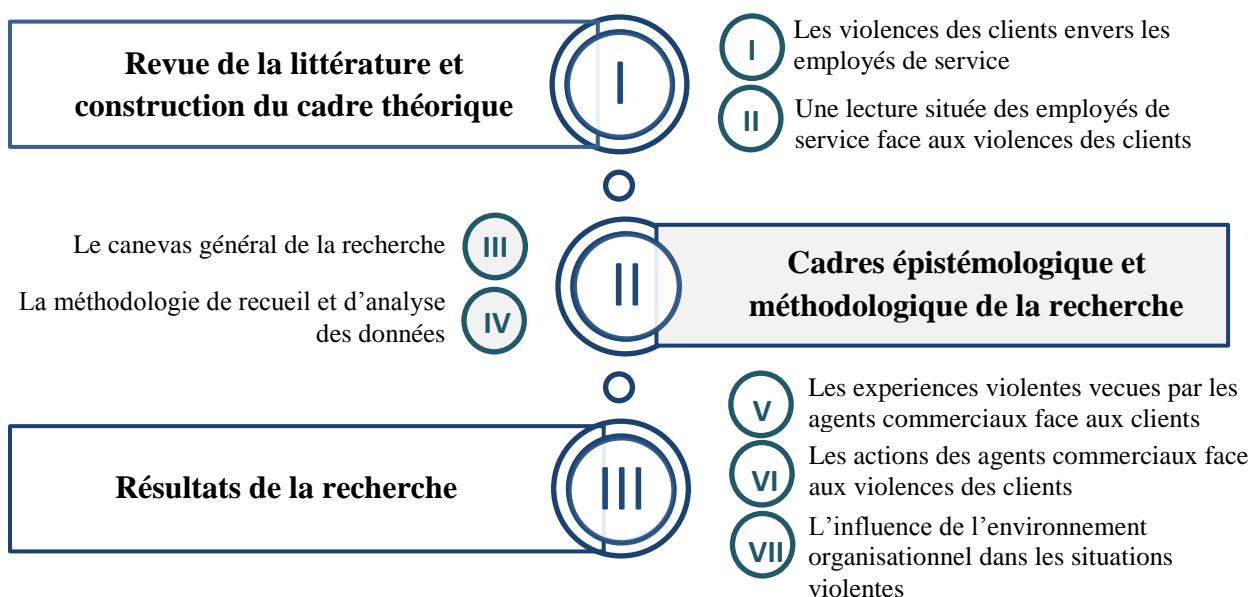 Revue de la littérature et
construction du cadre théorique
I
I
Les violences des clients envers les
employés de service
II
Une lecture située des employés de
service face aux violences des clients
Le canevas général de la recherche
III
La méthodologie de recueil et d'analyse
des données
IV
II
Cadres épistémologique et
méthodologique de la recherche
Résultats de la recherche
III
V
Les experiences violentes vecues par les
agents commerciaux face aux clients
VI
Les actions des agents commerciaux face
aux violences des clients
VII
L'influence de l'environnement
organisationnel dans les situations
violentes